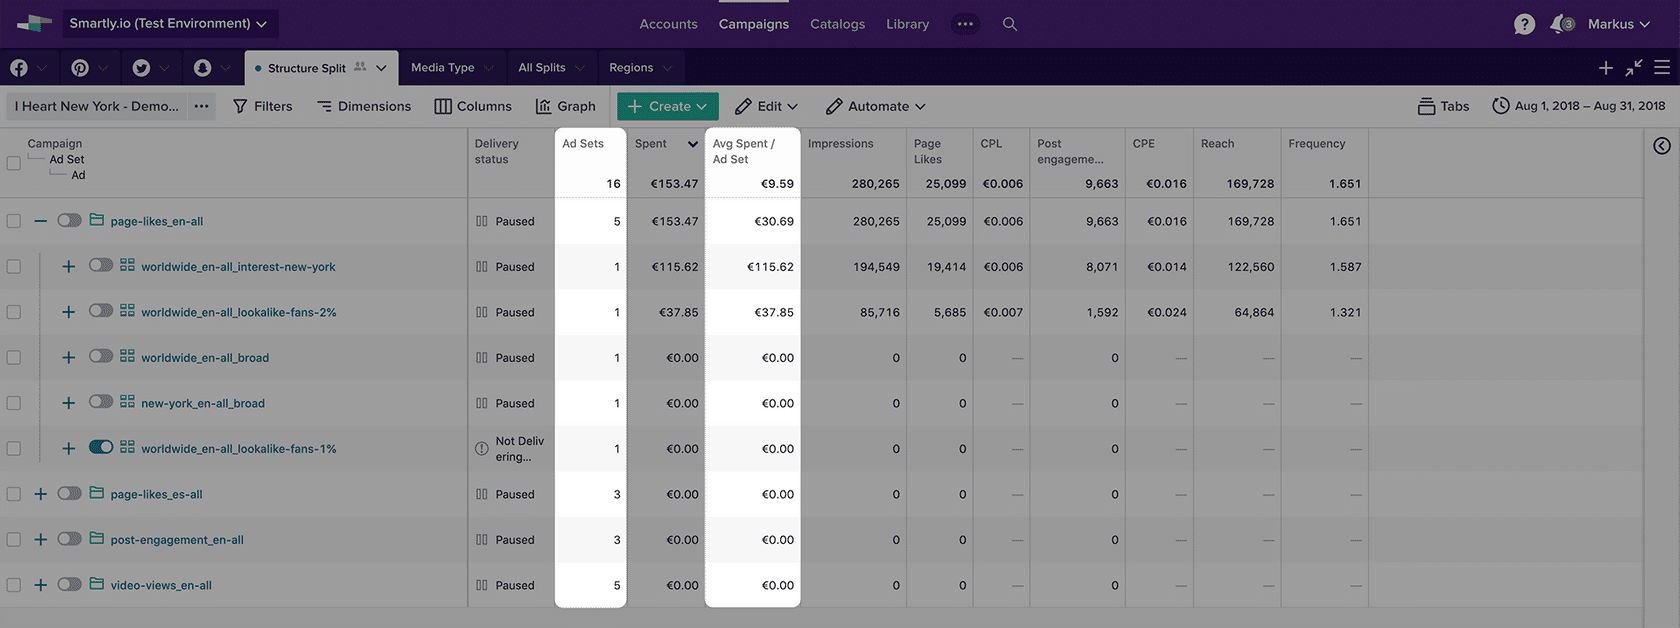 Smartly.io (Test Environment) Accounts Campaigns Catalogs Library ••• ? 3 Markus
Structure Split Media Type All Splits Regions
I Heart New York - Demo... ••• Filters Dimensions Columns Graph + Create Edit Automate Tabs Aug 1, 2018 – Aug 31, 2018
Campaign Delivery Ad Sets Spent Avg Spent / Impressions Page CPL Post CPE Reach Frequency
Ad Set status Ad Set Likes engageme...
Ad
16 €153.47 €9.59 280,265 25,099 €0.006 9,663 €0.016 169,728 1.651
page-likes_en-all Paused 5 €153.47 €30.69 280,265 25,099 €0.006 9,663 €0.016 169,728 1.651
worldwide_en-all_interest-new-york Paused 1 €115.62 €115.62 194,549 19,414 €0.006 8,071 €0.014 122,560 1.587
worldwide_en-all_lookalike-fans-2% Paused 1 €37.85 €37.85 85,716 5,685 €0.007 1,592 €0.024 64,864 1.321
worldwide_en-all_broad Paused 1 €0.00 €0.00 0 0 — 0 — — —
new-york_en-all_broad Paused 1 €0.00 €0.00 0 0 — 0 — — —
worldwide_en-all_lookalike-fans-1% Not Deliv
ering... 1 €0.00 €0.00 0 0 — 0 — — —
page-likes_es-all Paused 3 €0.00 €0.00 0 0 — 0 — — —
post-engagement_en-all Paused 3 €0.00 €0.00 0 0 — 0 — — —
video-views_en-all Paused 5 €0.00 €0.00 0 0 — 0 — — —